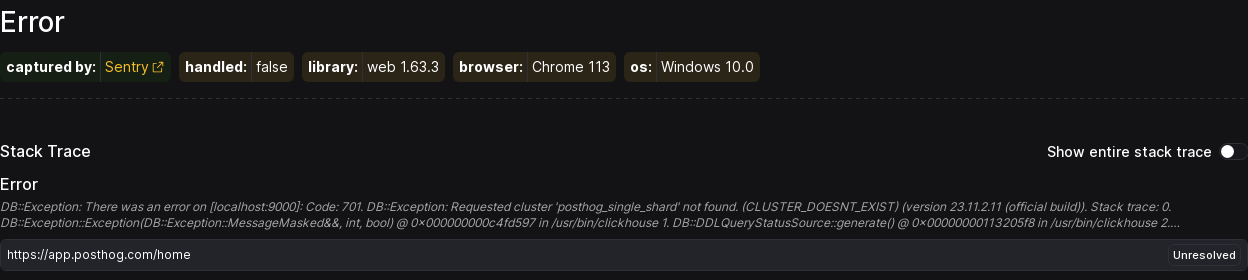 Error
captured by: Sentry handled: false library: web 1.63.3 browser: Chrome 113 os: Windows 10.0
Stack Trace Show entire stack trace
Error
DB::Exception: There was an error on [localhost:9000]: Code: 701. DB::Exception: Requested cluster 'posthog_single_shard' not found. (CLUSTER_DOESNT_EXIST) (version 23.11.2.11 (official build)). Stack trace: 0.
DB::Exception::Exception(DB::Exception::MessageMasked&&, int, bool) @ 0x000000000c4fd597 in /usr/bin/clickhouse 1. DB::DDLQueryStatusSource::generate() @ 0x00000000113205f8 in /usr/bin/clickhouse 2....
https://app.posthog.com/home Unresolved